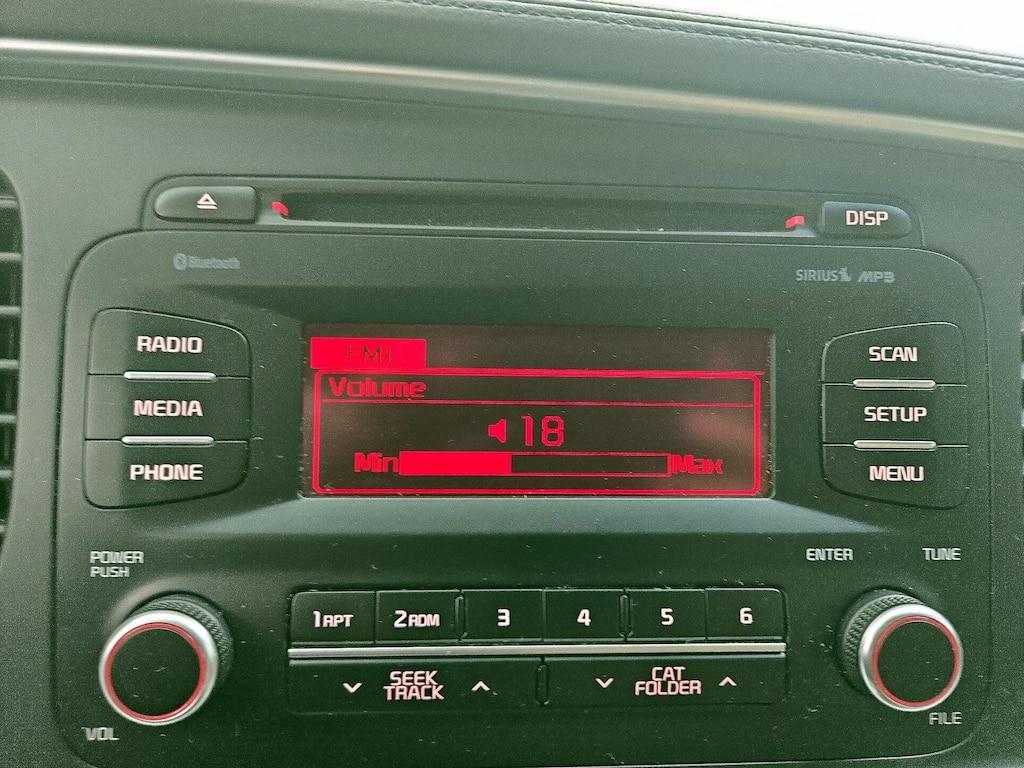 DISP
Bluetooth
SIRIUS MP3
RADIO
MEDIA
PHONE
FM1
Volume
18
Min Max
SCAN
SETUP
MENU
POWER
PUSH
VOL
ENTER TUNE
1RPT 2RDM 3 4 5 6
SEEK
TRACK
CAT
FOLDER
FILE